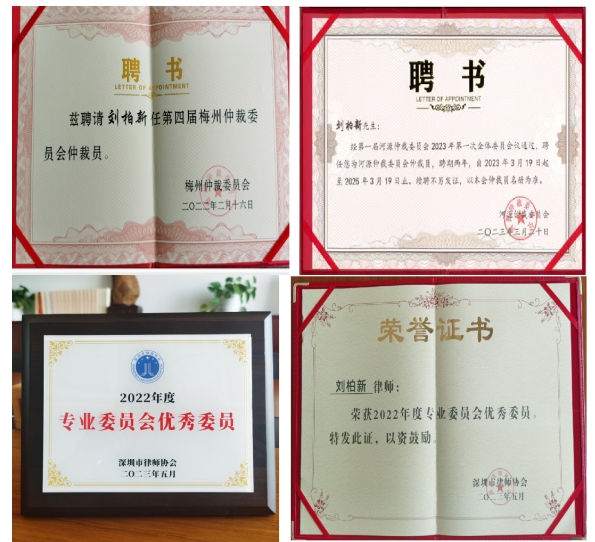 聘 书
LETTER OF APPOINTMENT
兹聘请刘柏新任第四届梅州仲裁委
员会仲裁员。
梅州仲裁委员会
二〇二二年二月十六日
聘 书
LETTER OF APPOINTMENT
刘柏新先生：
经第一届河源仲裁委员会2023年第一次全体委员会议通过，聘
任您为河源仲裁委员会仲裁员，聘期两年，自2023年3月19日起
至2025年3月19日止。续聘不另发证，以本会仲裁员名册为准。
河源仲裁委员会
二〇二三年三月二十日
2022年度
专业委员会优秀委员
深圳市律师协会
二〇二三年五月
荣誉证书
刘柏新 律师：
荣获2022年度专业委员会优秀委员。
特发此证，以资鼓励。
深圳市律师协会
二〇二三年五月